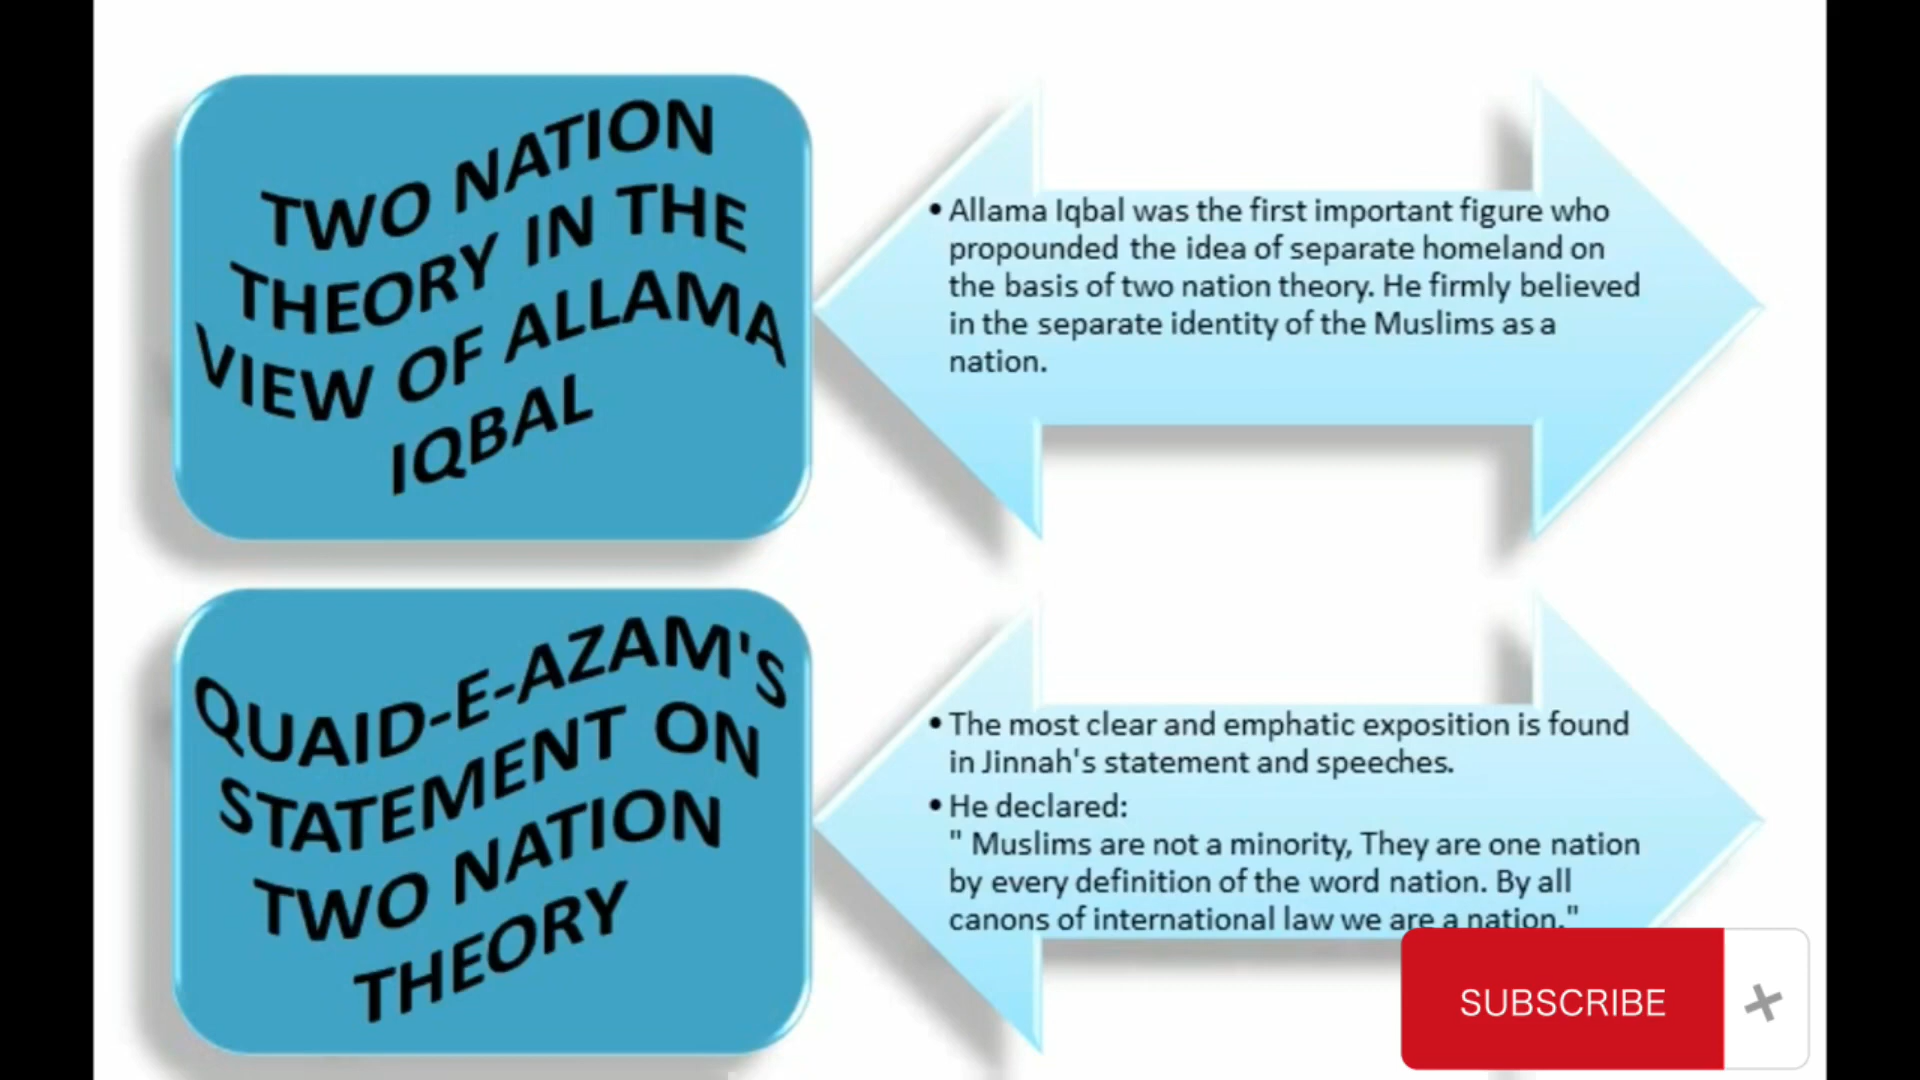 TWO NATION
THEORY IN THE
VIEW OF ALLAMA
IQBAL
• Allama Iqbal was the first important figure who
propounded the idea of separate homeland on
the basis of two nation theory. He firmly believed
in the separate identity of the Muslims as a
nation.
QUAID-E-AZAM'S
STATEMENT ON
TWO NATION
THEORY
• The most clear and emphatic exposition is found
in Jinnah's statement and speeches.
• He declared:
" Muslims are not a minority, They are one nation
by every definition of the word nation. By all
canons of international law we are a nation."
SUBSCRIBE